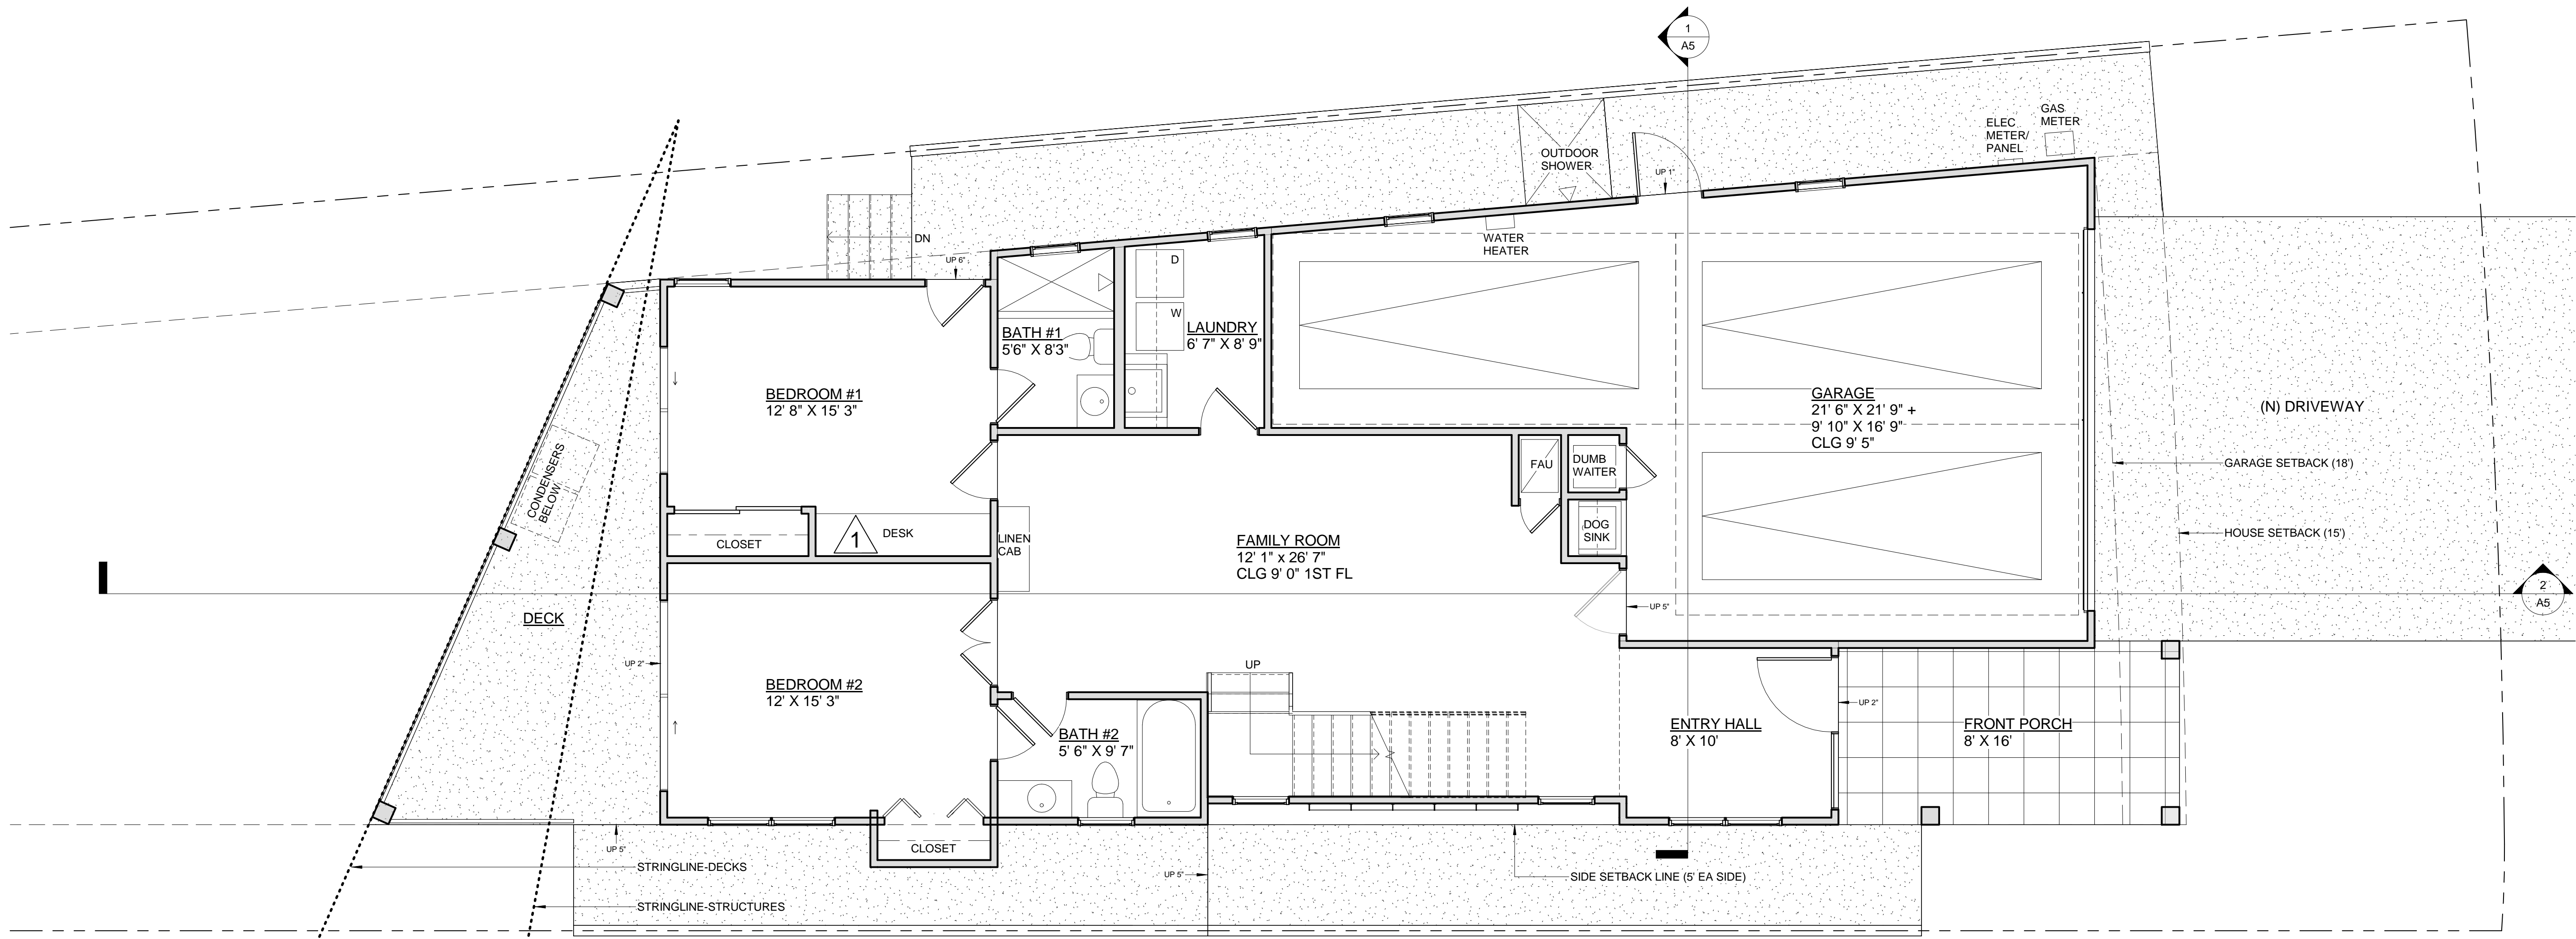 1
A5
GAS
METER
ELEC
METER/
PANEL
OUTDOOR
SHOWER
UP 1"
DN
WATER
HEATER
UP 6"
D
W
BATH #1
5'6" X 8'3"
LAUNDRY
6' 7" X 8' 9"
BEDROOM #1
12' 8" X 15' 3"
GARAGE
21' 6" X 21' 9" +
9' 10" X 16' 9"
CLG 9' 5"
(N) DRIVEWAY
FAU
DUMB
WAITER
GARAGE SETBACK (18')
CONDENSERS
BELOW
DOG
SINK
HOUSE SETBACK (15')
CLOSET
1
DESK
LINEN
CAB
FAMILY ROOM
12' 1" x 26' 7"
CLG 9' 0" 1ST FL
2
A5
UP 5"
DECK
UP 2"
BEDROOM #2
12' X 15' 3"
UP
BATH #2
5' 6" X 9' 7"
ENTRY HALL
8' X 10'
UP 2"
FRONT PORCH
8' X 16'
UP 5"
CLOSET
STRINGLINE-DECKS
UP 5"
SIDE SETBACK LINE (5' EA SIDE)
STRINGLINE-STRUCTURES